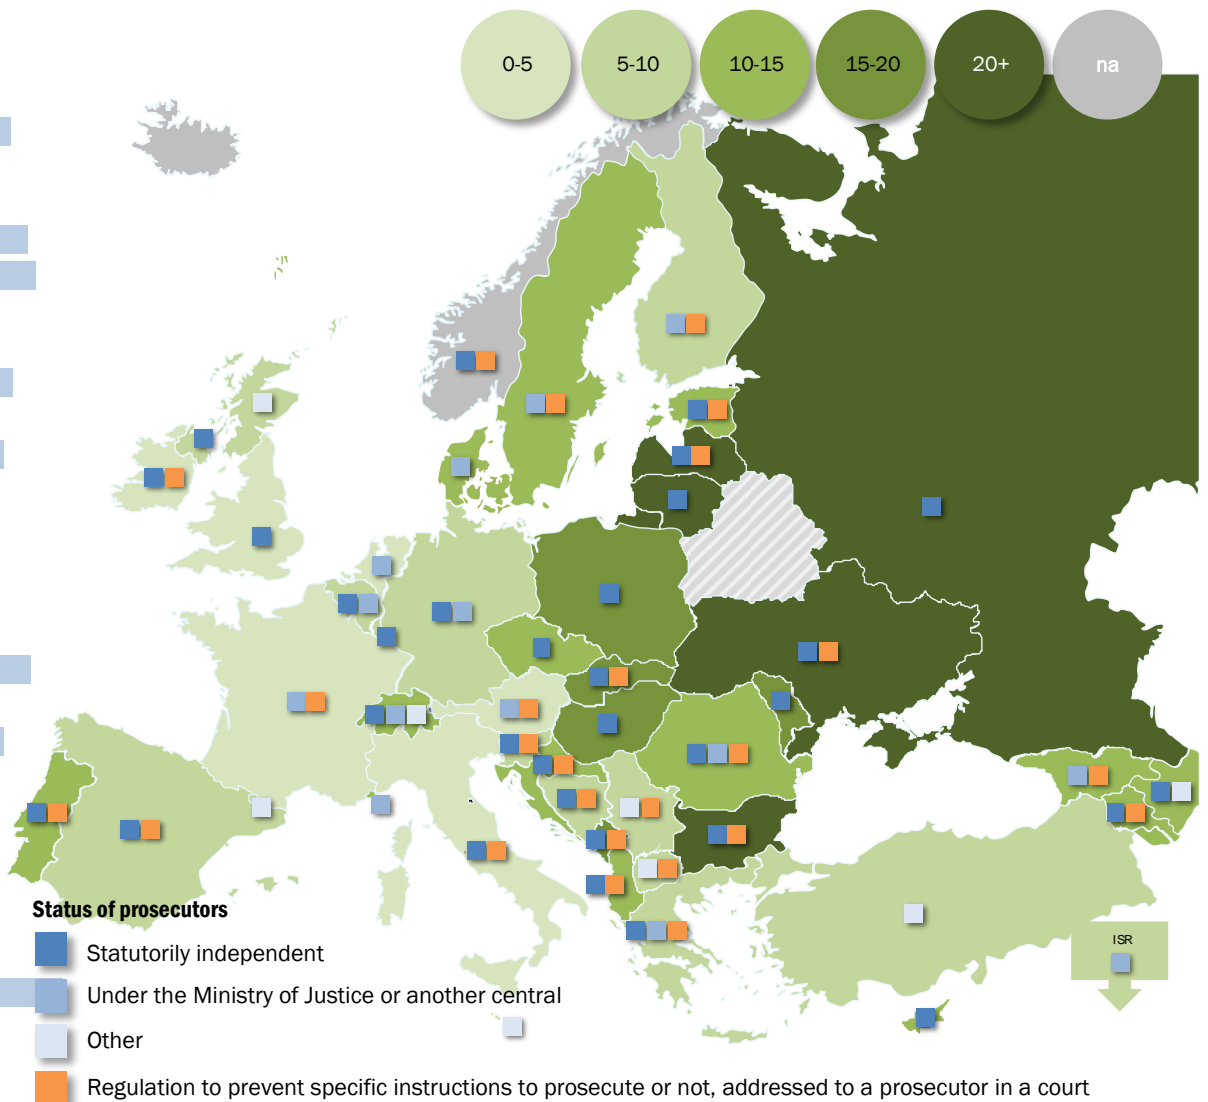 0-5
5-10
10-15
15-20
20+
na
ISR
Status of prosecutors
Statutorily independent
Under the Ministry of Justice or another central
Other
Regulation to prevent specific instructions to prosecute or not, addressed to a prosecutor in a court